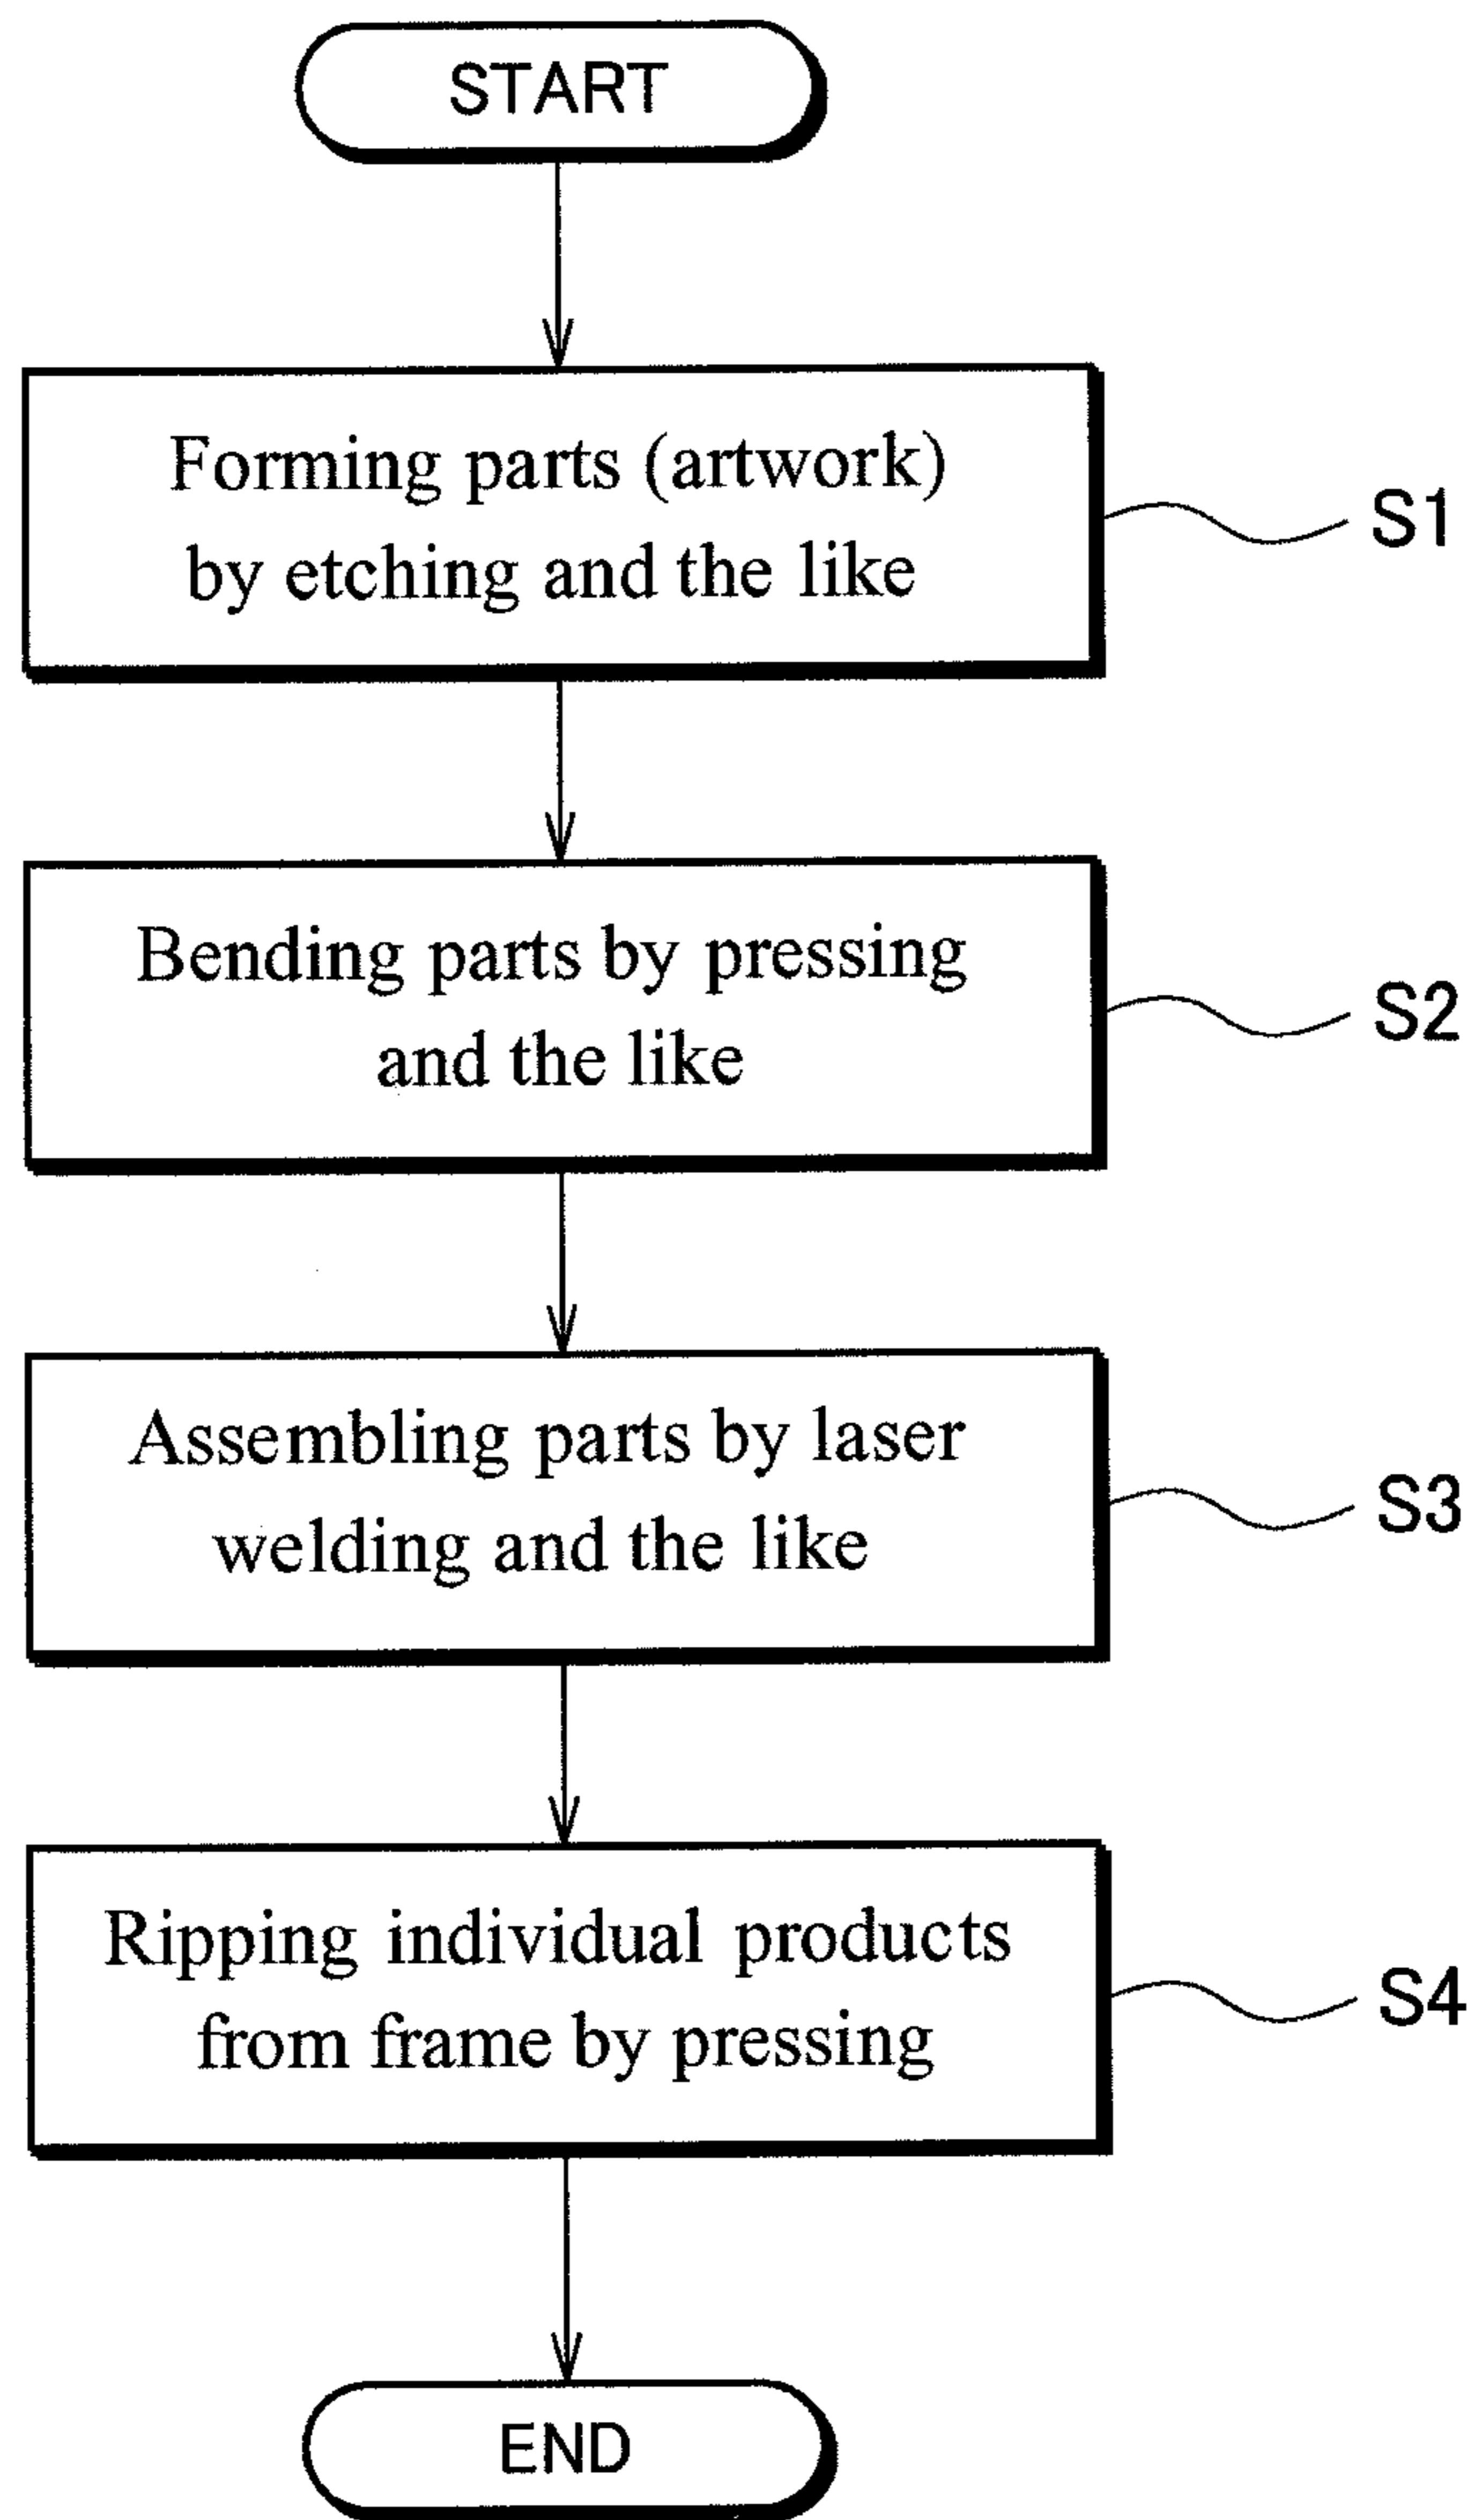 START
Forming parts (artwork)
by etching and the like
S1
Bending parts by pressing
and the like
S2
Assembling parts by laser
welding and the like
S3
Ripping individual products
from frame by pressing
S4
END